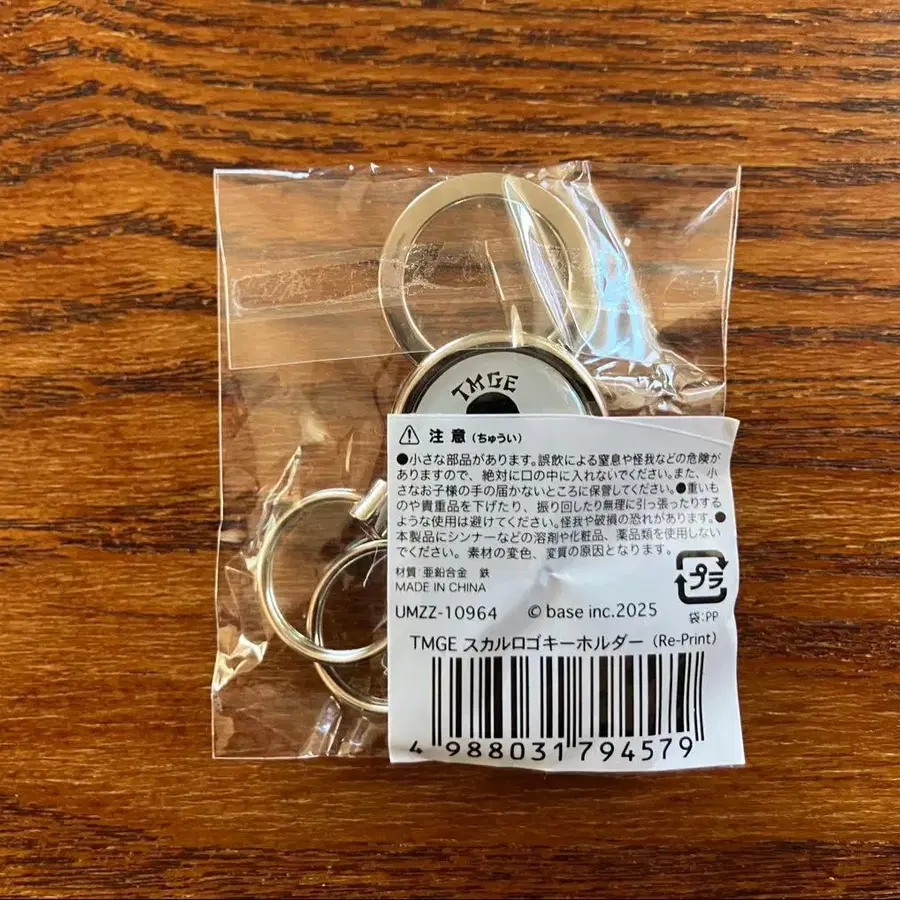 TMGE
注意(ちゅうい)
●小さな部品があります。誤飲による窒息や怪我などの危険が
ありますので、絶対に口の中に入れないでください。また、小
さなお子様の手の届かないところに保管してください。●重いも
のや貴重品を下げたり、振り回したり無理に引っ張ったりする
ような使用は避けてください。怪我や破損の恐れがあります。●
本製品にシンナーなどの溶剤や化粧品、薬品類を使用しない
でください。素材の変色、変質の原因となります。
材質:亜鉛合金 鉄
MADE IN CHINA
プラ
袋:PP
UMZZ-10964 © base inc.2025
TMGE スカルロゴキーホルダー (Re-Print)
4 988031 794579